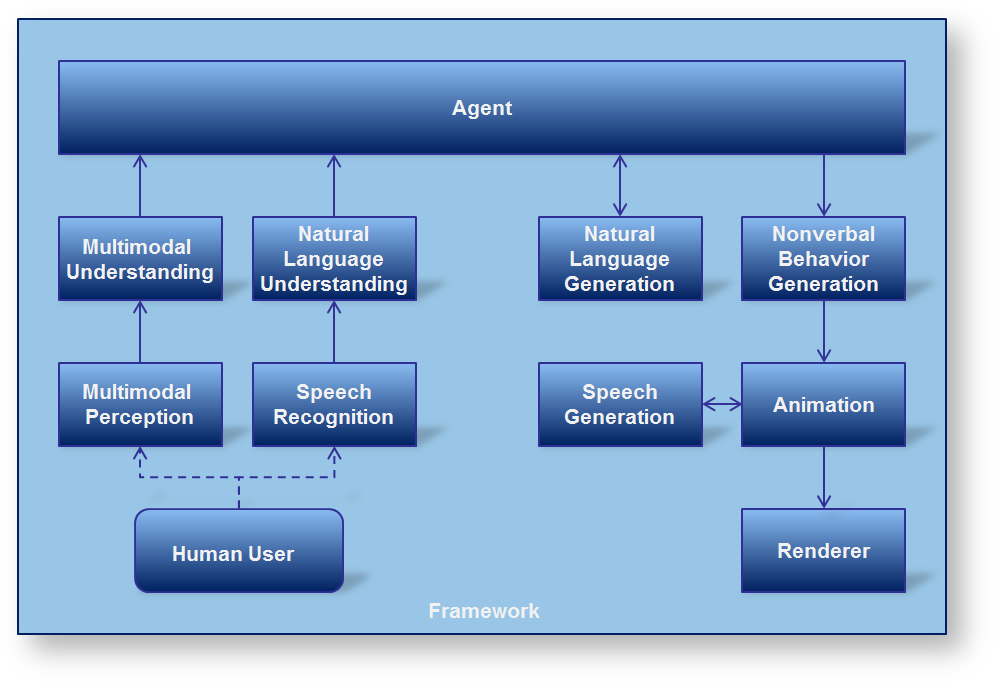 Agent
Multimodal
Understanding
Natural
Language
Understanding
Natural
Language
Generation
Nonverbal
Behavior
Generation
Multimodal
Perception
Speech
Recognition
Speech
Generation
Animation
Human User
Renderer
Framework